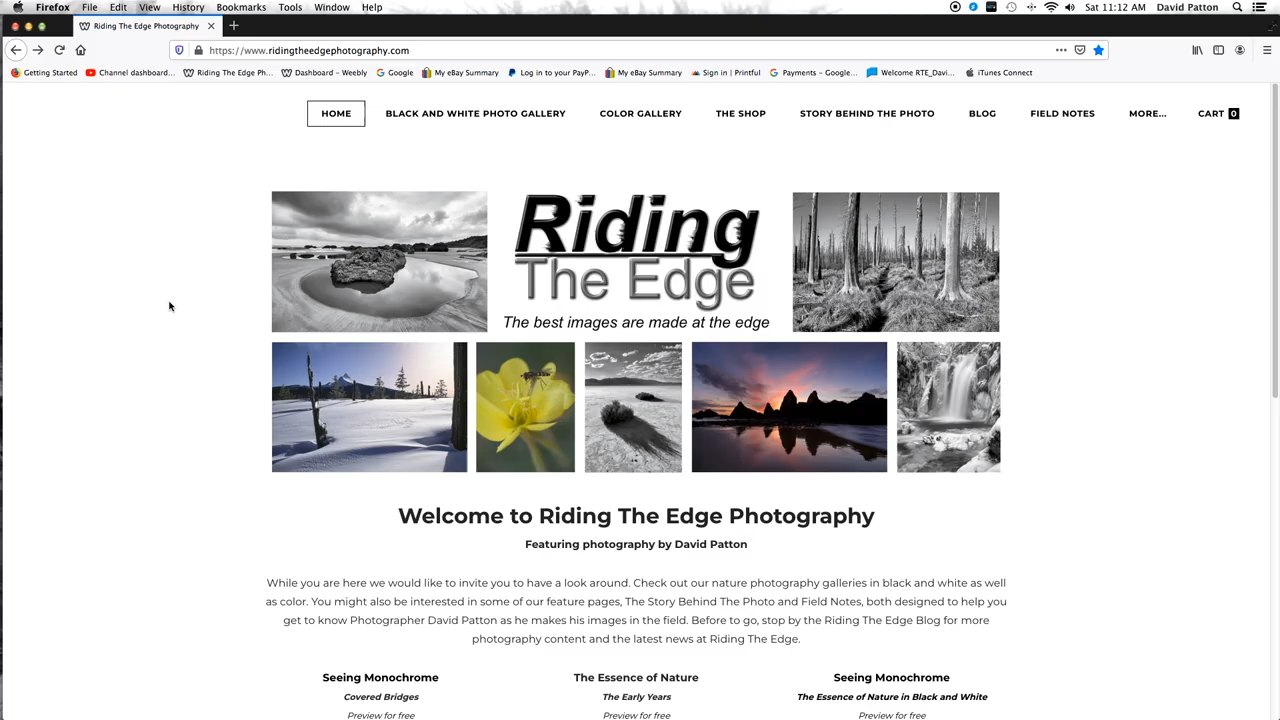 Firefox File Edit View History Bookmarks Tools Window Help Sat 11:12 AM David Patton
Riding The Edge Photography
https://www.ridingtheedgephotography.com
Getting Started Channel dashboard... Riding The Edge Ph... Dashboard - Weebly Google My eBay Summary Log in to your PayP... My eBay Summary Sign in | Printful Payments – Google... Welcome RTE_Davi... iTunes Connect
HOME BLACK AND WHITE PHOTO GALLERY COLOR GALLERY THE SHOP STORY BEHIND THE PHOTO BLOG FIELD NOTES MORE... CART 0
Riding
The Edge
The best images are made at the edge
Welcome to Riding The Edge Photography
Featuring photography by David Patton
While you are here we would like to invite you to have a look around. Check out our nature photography galleries in black and white as well
as color. You might also be interested in some of our feature pages, The Story Behind The Photo and Field Notes, both designed to help you
get to know Photographer David Patton as he makes his images in the field. Before to go, stop by the Riding The Edge Blog for more
photography content and the latest news at Riding The Edge.
Seeing Monochrome The Essence of Nature Seeing Monochrome
Covered Bridges The Early Years The Essence of Nature in Black and White
Preview for free Preview for free Preview for free